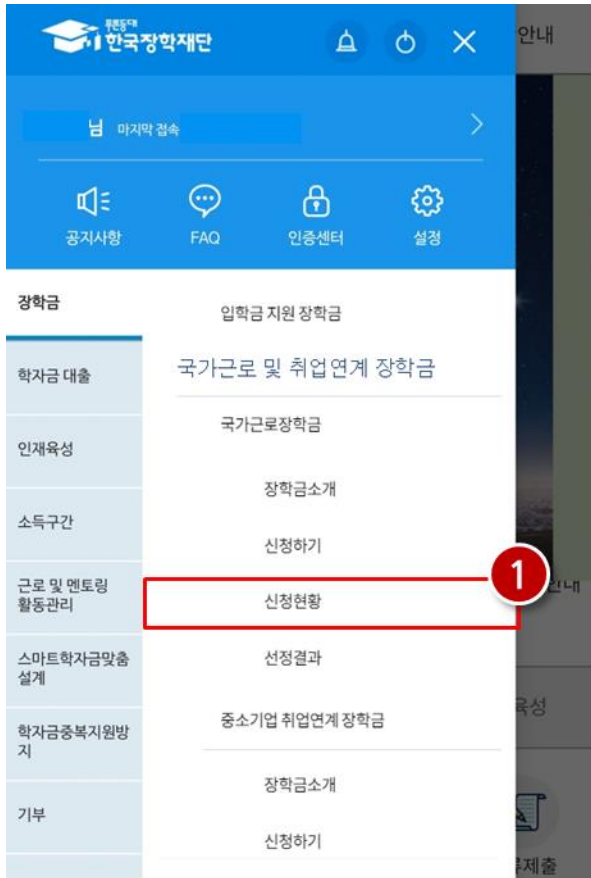 푸른등대
한국장학재단
안내
님 마지막 접속
공지사항 FAQ 인증센터 설정
장학금
학자금 대출
인재육성
소득구간
근로 및 멘토링
활동관리
스마트학자금맞춤
설계
학자금중복지원방
지
기부
입학금 지원 장학금
국가근로 및 취업연계 장학금
국가근로장학금
장학금소개
신청하기
신청현황
1
선정결과
중소기업 취업연계 장학금
장학금소개
신청하기
안내
육성
제출